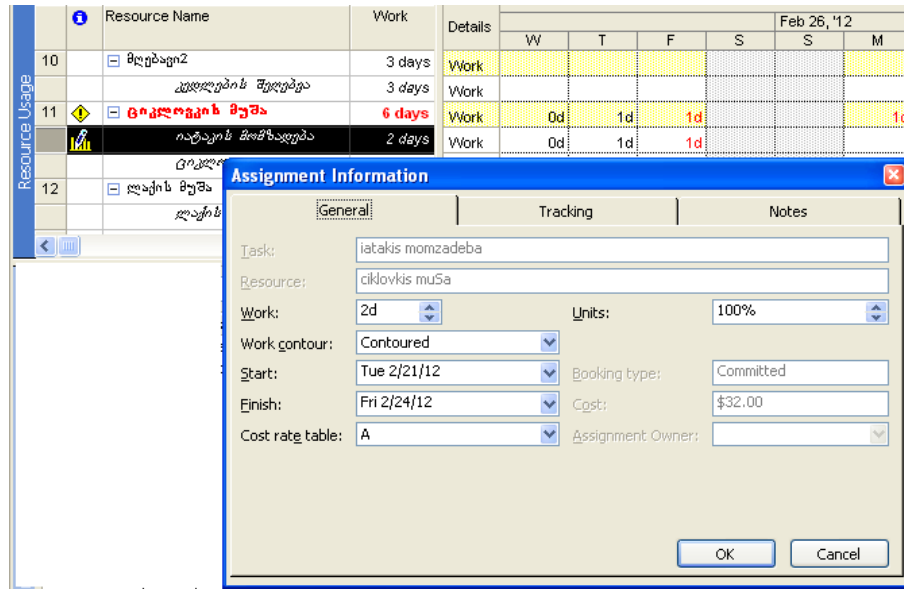 Resource Name Work Details Feb 26, '12
W T F S S M
10 მღებავი2 3 days Work
კედლების შეღებვა 3 days Work
11 ციკლოვკის მუშა 6 days Work 0d 1d 1d 1d
იატაკის მომზადება 2 days Work 0d 1d 1d
ციკლო
12 ლაქის მუშა
ლაქის
Resource Usage
Assignment Information
General Tracking Notes
Task: iatakis momzadeba
Resource: ciklovkis muSa
Work: 2d Units: 100%
Work contour: Contoured
Start: Tue 2/21/12 Booking type: Committed
Finish: Fri 2/24/12 Cost: $32.00
Cost rate table: A Assignment Owner:
OK Cancel